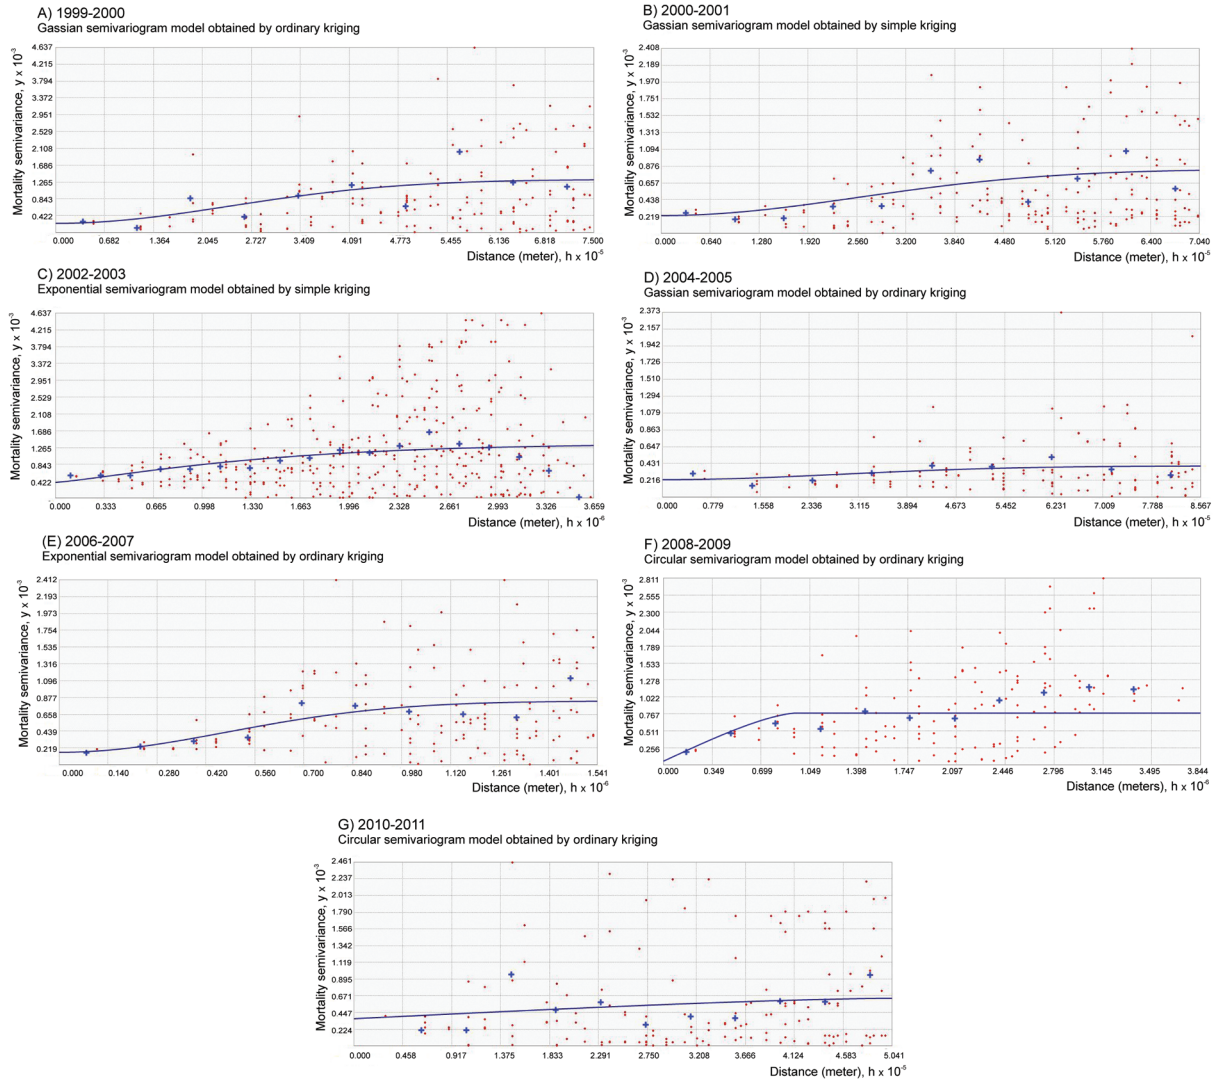 A) 1999-2000
Gassian semivariogram model obtained by ordinary kriging
Mortality semivariance, y x 10-3
4.637
4.215
3.794
3.372
2.951
2.529
2.108
1.686
1.265
0.843
0.422
0.000 0.682 1.364 2.045 2.727 3.409 4.091 4.773 5.455 6.136 6.818 7.500
Distance (meter), h x 10-5
B) 2000-2001
Gassian semivariogram model obtained by simple kriging
Mortality semivariance, y x 10-3
2.408
2.189
1.970
1.751
1.532
1.313
1.094
0.876
0.657
0.438
0.219
0.000 0.640 1.280 1.920 2.560 3.200 3.840 4.480 5.120 5.760 6.400 7.040
Distance (meter), h x 10-5
C) 2002-2003
Exponential semivariogram model obtained by simple kriging
Mortality semivariance, y x 10-3
4.637
4.215
3.794
3.372
2.951
2.529
2.108
1.686
1.265
0.843
0.422
0.000 0.333 0.665 0.998 1.330 1.663 1.996 2.328 2.661 2.993 3.326 3.659
Distance (meter), h x 10-5
D) 2004-2005
Gassian semivariogram model obtained by ordinary kriging
Mortality semivariance, y x 10-3
2.373
2.157
1.942
1.726
1.510
1.294
1.079
0.863
0.647
0.431
0.216
0.000 0.779 1.558 2.336 3.115 3.894 4.673 5.452 6.231 7.009 7.788 8.567
Distance (meter), h x 10-5
(E) 2006-2007
Exponential semivariogram model obtained by ordinary kriging
Mortality semivariance, y x 10-3
2.412
2.193
1.973
1.754
1.535
1.316
1.096
0.877
0.658
0.439
0.219
0.000 0.140 0.280 0.420 0.560 0.700 0.840 0.980 1.120 1.261 1.401 1.541
Distance (meter), h x 10-6
F) 2008-2009
Circular semivariogram model obtained by ordinary kriging
Mortality semivariance, y x 10-3
2.811
2.555
2.300
2.044
1.789
1.533
1.278
1.022
0.767
0.511
0.256
0.000 0.349 0.699 1.049 1.398 1.747 2.097 2.446 2.796 3.145 3.495 3.844
Distance (meters), h x 10-5
G) 2010-2011
Circular semivariogram model obtained by ordinary kriging
Mortality semivariance, y x 10-3
2.461
2.237
2.013
1.790
1.566
1.342
1.119
0.895
0.671
0.447
0.224
0.000 0.458 0.917 1.375 1.833 2.291 2.750 3.208 3.666 4.124 4.583 5.041
Distance (meter), h x 10-5